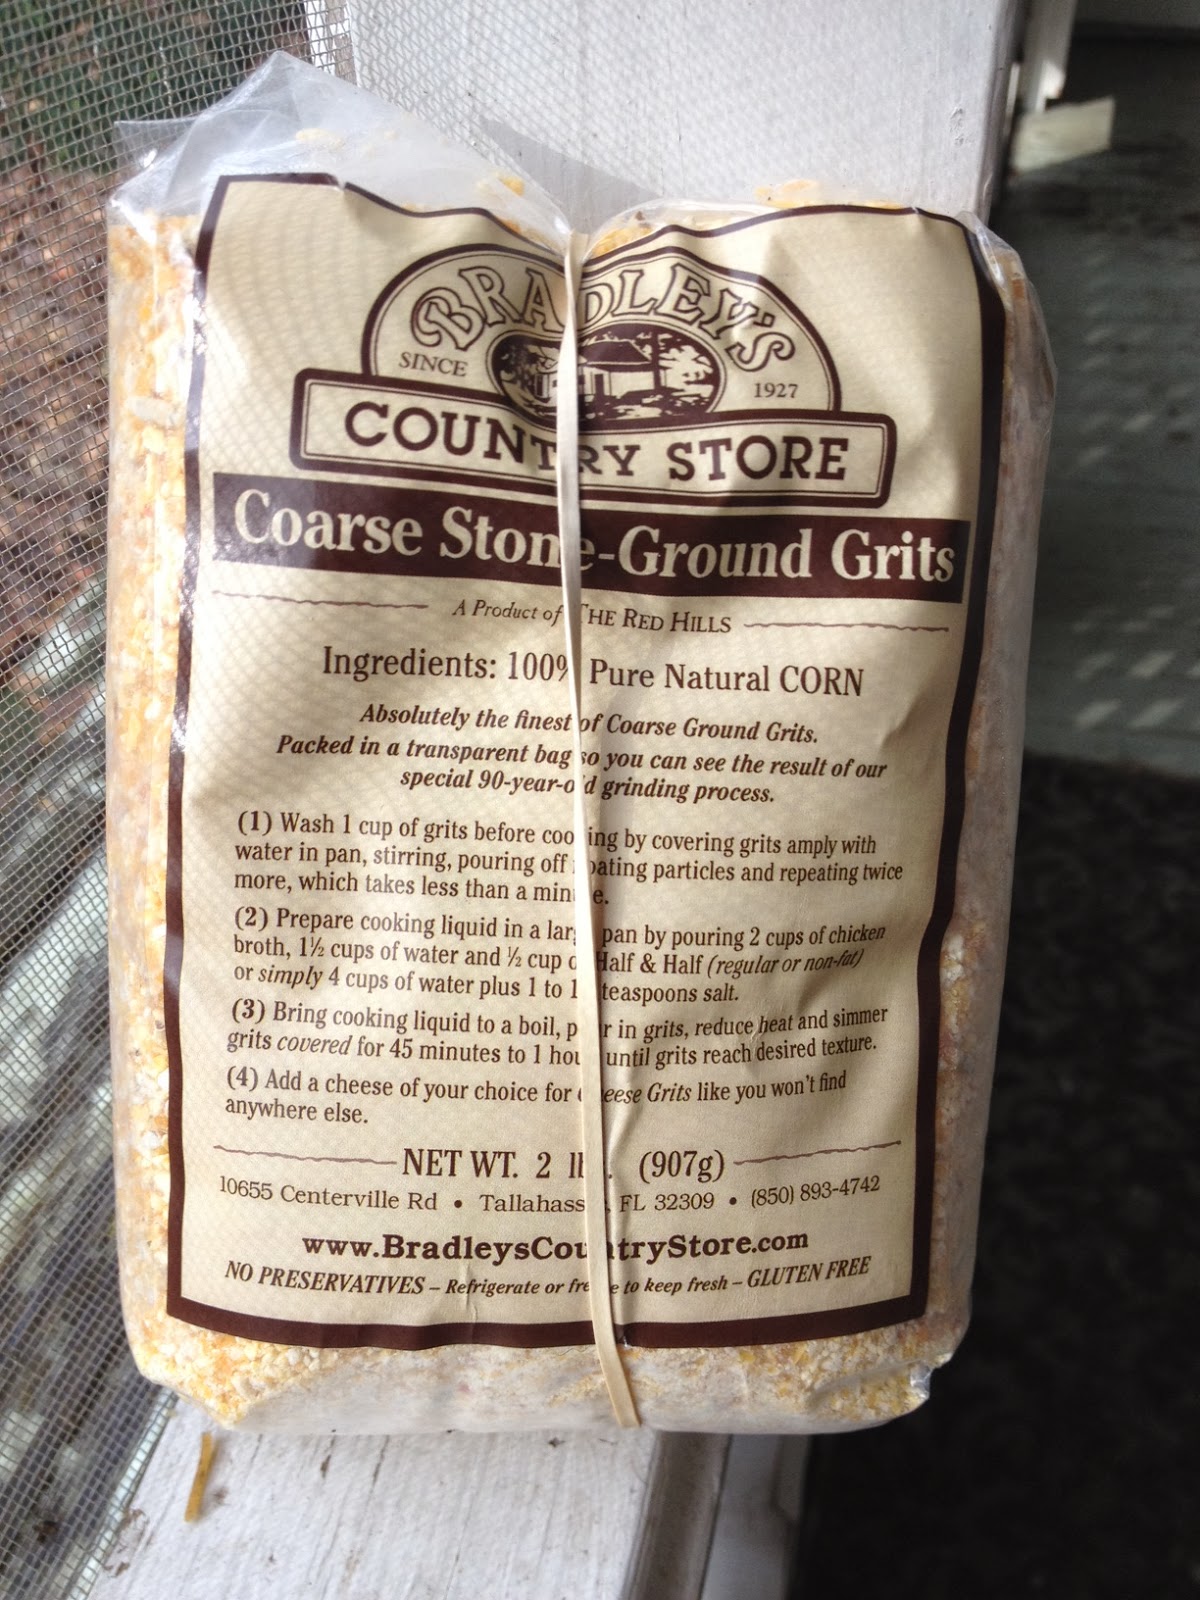 BRADLEY'S
SINCE 1927
COUNTRY STORE
Coarse Stone-Ground Grits
A Product of THE RED HILLS
Ingredients: 100% Pure Natural CORN
Absolutely the finest of Coarse Ground Grits.
Packed in a transparent bag so you can see the result of our
special 90-year-old grinding process.
(1) Wash 1 cup of grits before cooking by covering grits amply with
water in pan, stirring, pouring off floating particles and repeating twice
more, which takes less than a minute.
(2) Prepare cooking liquid in a large pan by pouring 2 cups of chicken
broth, 1½ cups of water and ½ cup of Half & Half (regular or non-fat)
or simply 4 cups of water plus 1 to teaspoons salt.
(3) Bring cooking liquid to a boil, pour in grits, reduce heat and simmer
grits covered for 45 minutes to 1 hour until grits reach desired texture.
(4) Add a cheese of your choice for Cheese Grits like you won't find
anywhere else.
NET WT. 2 lbs. (907g)
10655 Centerville Rd • Tallahassee, FL 32309 • (850) 893-4742
www.BradleysCountryStore.com
NO PRESERVATIVES – Refrigerate or freeze to keep fresh – GLUTEN FREE